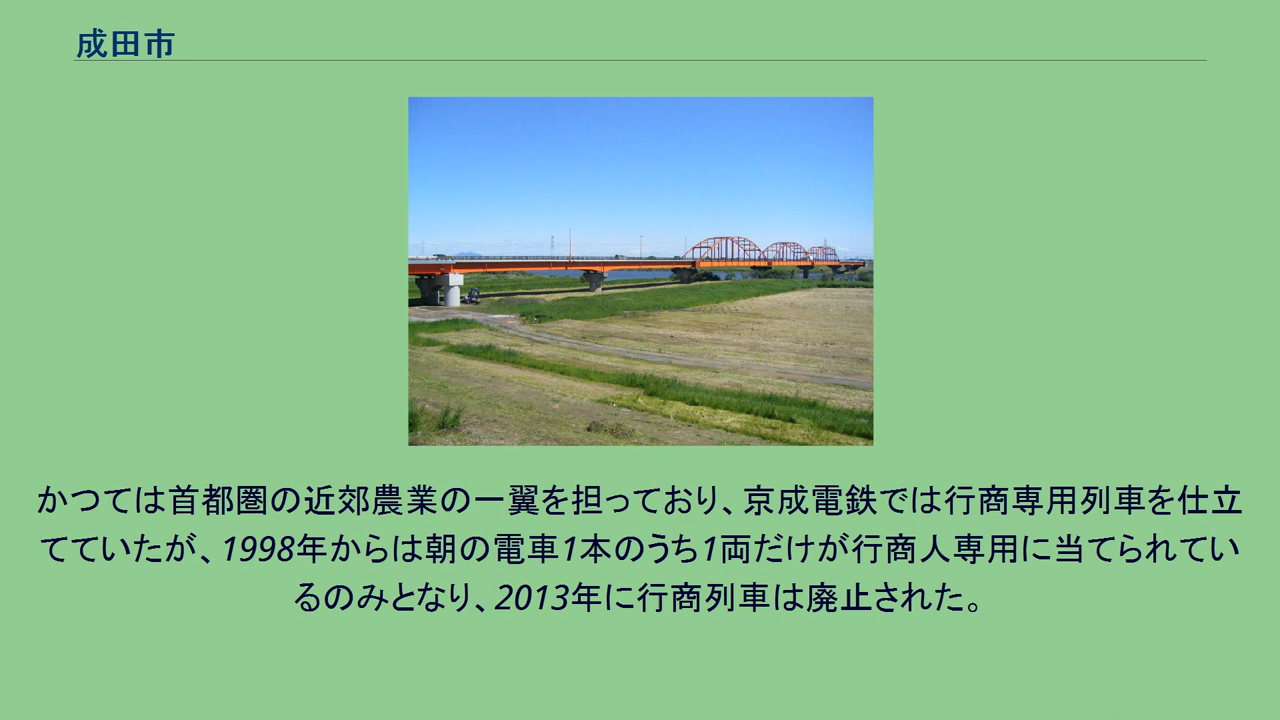 成田市
かつては首都圏の近郊農業の一翼を担っており、京成電鉄では行商専用列車を仕立
てていたが、1998年からは朝の電車1本のうち1両だけが行商人専用に当てられてい
るのみとなり、2013年に行商列車は廃止された。